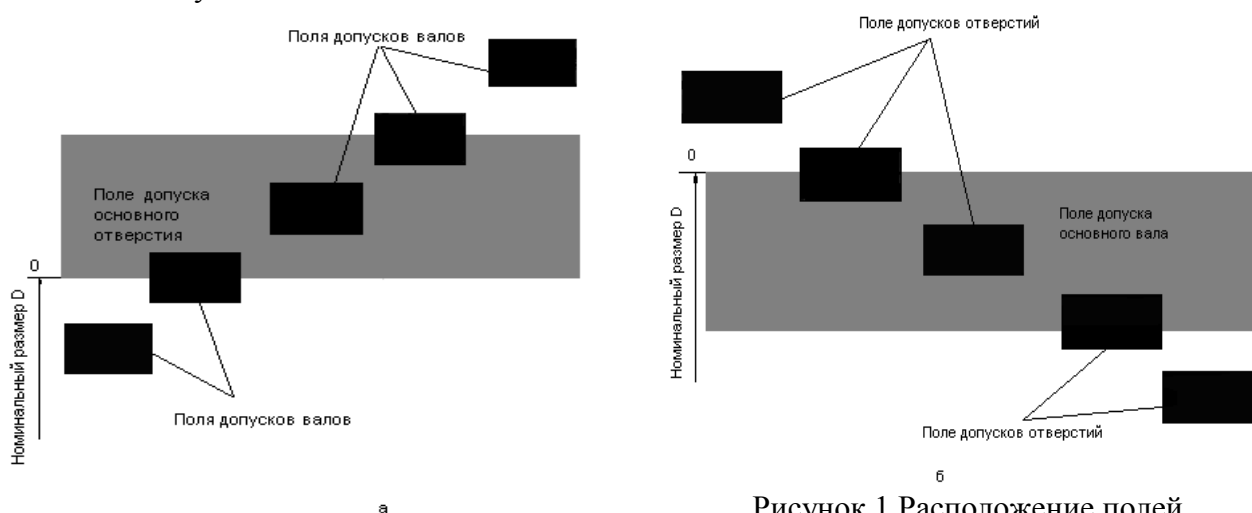 Поля допусков валов
Поле допуска
основного
отверстия
0
Номинальный размер D
Поля допусков валов
а
Поле допусков отверстий
0
Поле допуска
основного вала
Номинальный размер D
Поле допусков отверстий
б
Рисунок 1 Расположение полей